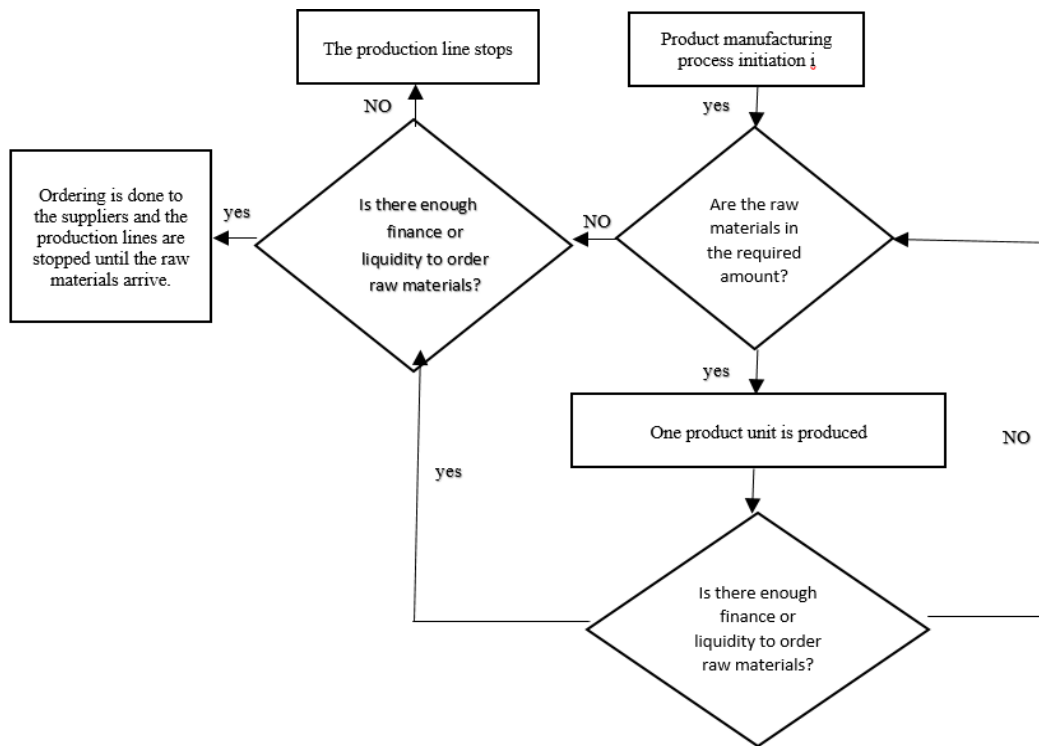 The production line stops
Product manufacturing
process initiation i
NO
yes
Ordering is done to
the suppliers and the
production lines are
stopped until the raw
materials arrive.
yes
Is there enough
finance or
liquidity to order
raw materials?
NO
Are the raw
materials in
the required
amount?
yes
One product unit is produced
NO
yes
Is there enough
finance or
liquidity to order
raw materials?